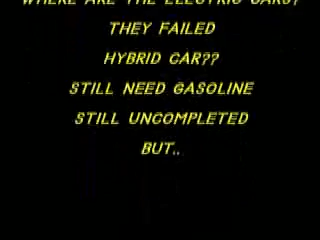 WHERE ARE THE ELECTRIC CARS?
THEY FAILED
HYBRID CAR??
STILL NEED GASOLINE
STILL UNCOMPLETED
BUT..